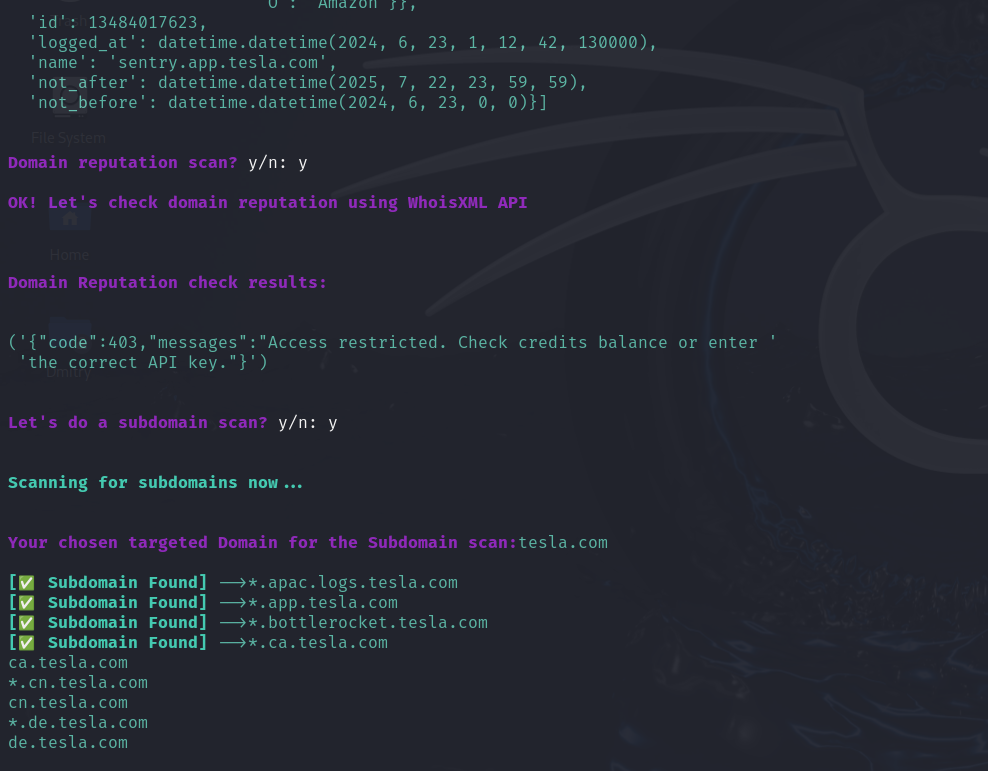 O': 'Amazon'}},
'id': 13484017623,
'logged_at': datetime.datetime(2024, 6, 23, 1, 12, 42, 130000),
'name': 'sentry.app.tesla.com',
'not_after': datetime.datetime(2025, 7, 22, 23, 59, 59),
'not_before': datetime.datetime(2024, 6, 23, 0, 0)}]
File System
Domain reputation scan? y/n: y
OK! Let's check domain reputation using WhoisXML API
Home
Domain Reputation check results:
('{"code":403,"messages":"Access restricted. Check credits balance or enter '
'the correct API key."}')
Dmitry
Let's do a subdomain scan? y/n: y
Scanning for subdomains now...
Your chosen targeted Domain for the Subdomain scan:tesla.com
[✅ Subdomain Found] -->*.apac.logs.tesla.com
[✅ Subdomain Found] -->*.app.tesla.com
[✅ Subdomain Found] -->*.bottlerocket.tesla.com
[✅ Subdomain Found] -->*.ca.tesla.com
ca.tesla.com
*.cn.tesla.com
cn.tesla.com
*.de.tesla.com
de.tesla.com